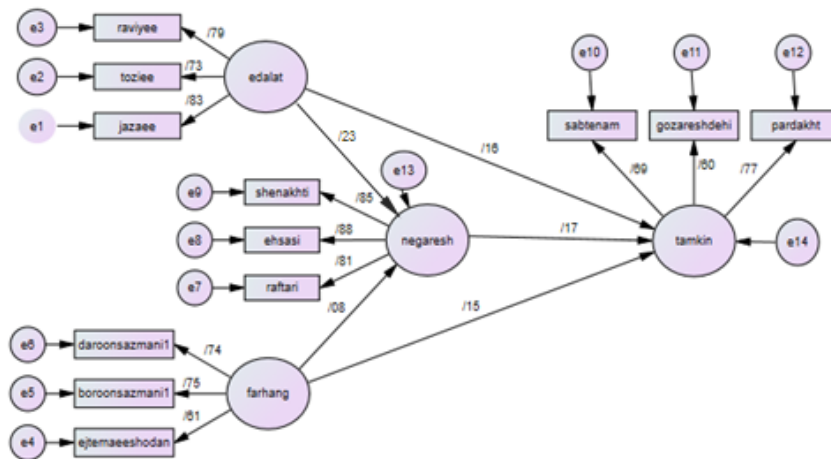 e3
raviyee
/79
e2
toziee
/73
edalat
e1
jazaee
/83
e10
e11
e12
sabtenam
gozareshdehi
pardakht
/23
/16
/69
/60
/77
e13
e9
shenakhti
/85
e8
ehsasi
/88
negaresh
/17
tamkin
e14
e7
raftari
/81
/08
/15
e6
daroonsazmani1
/74
e5
boroonsazmani1
/75
farhang
e4
ejtemaeeshodan
/61